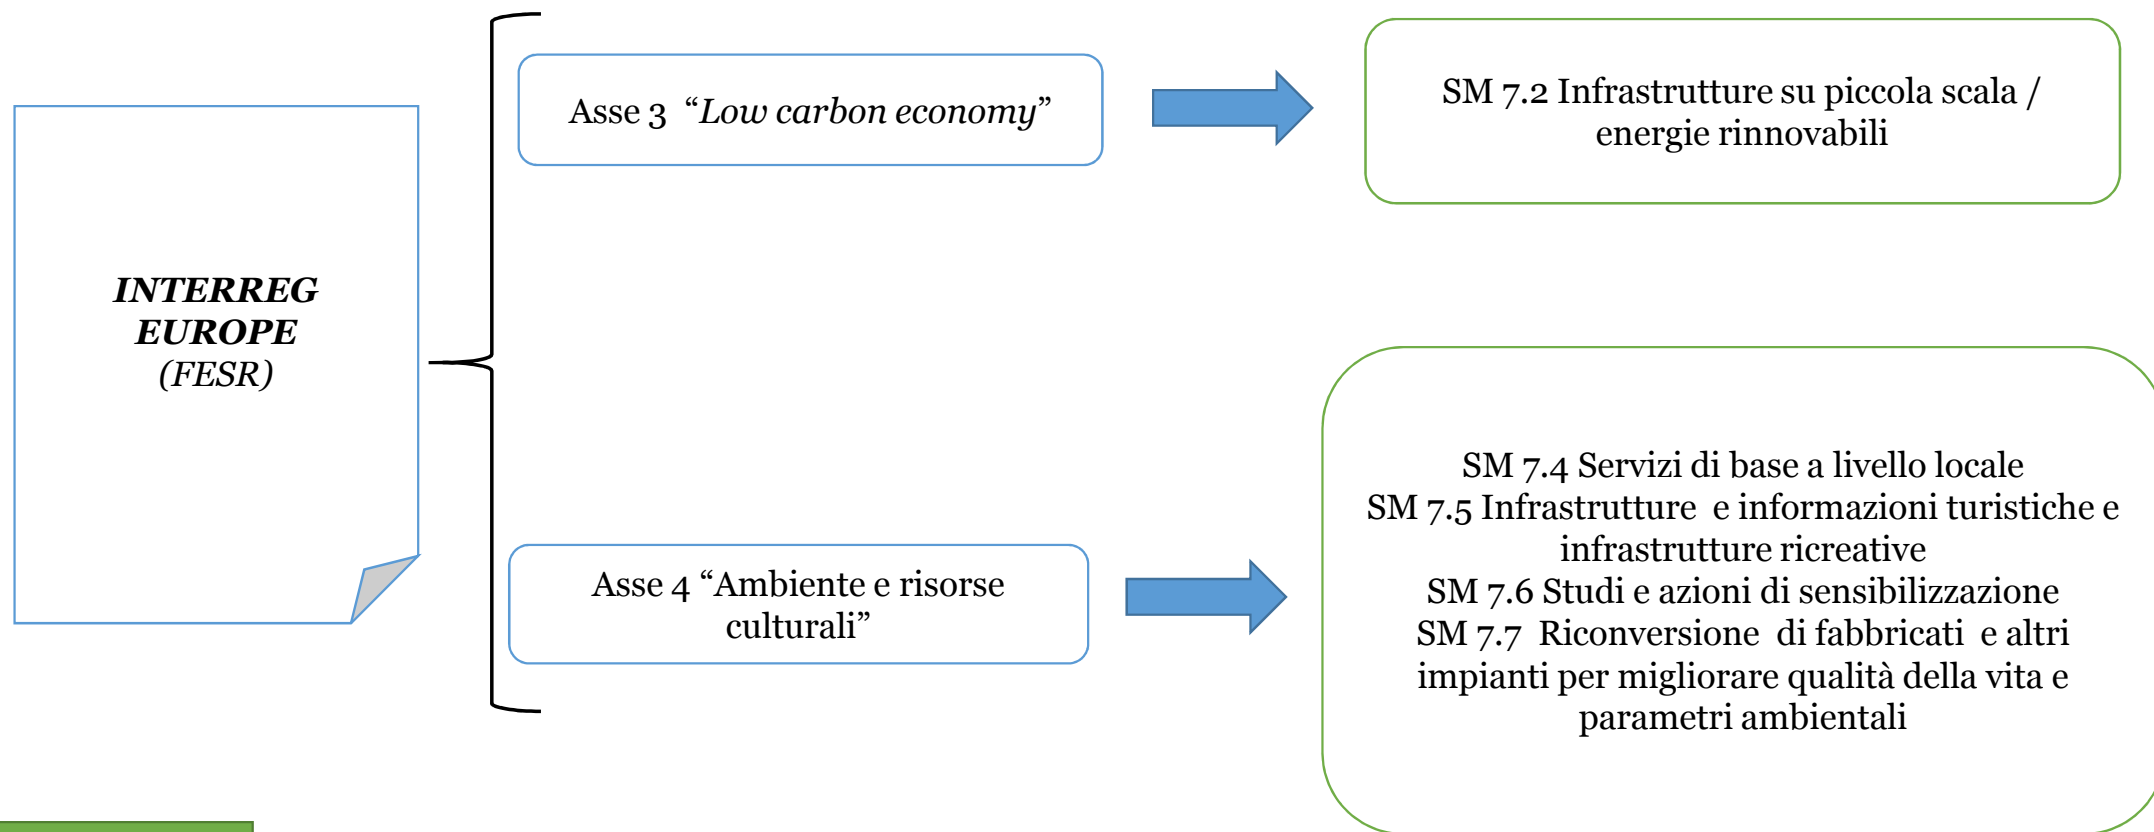 INTERREG
EUROPE
(FESR)
Asse 3 “Low carbon economy”
SM 7.2 Infrastrutture su piccola scala /
energie rinnovabili
Asse 4 “Ambiente e risorse
culturali”
SM 7.4 Servizi di base a livello locale
SM 7.5 Infrastrutture e informazioni turistiche e
infrastrutture ricreative
SM 7.6 Studi e azioni di sensibilizzazione
SM 7.7 Riconversione di fabbricati e altri
impianti per migliorare qualità della vita e
parametri ambientali